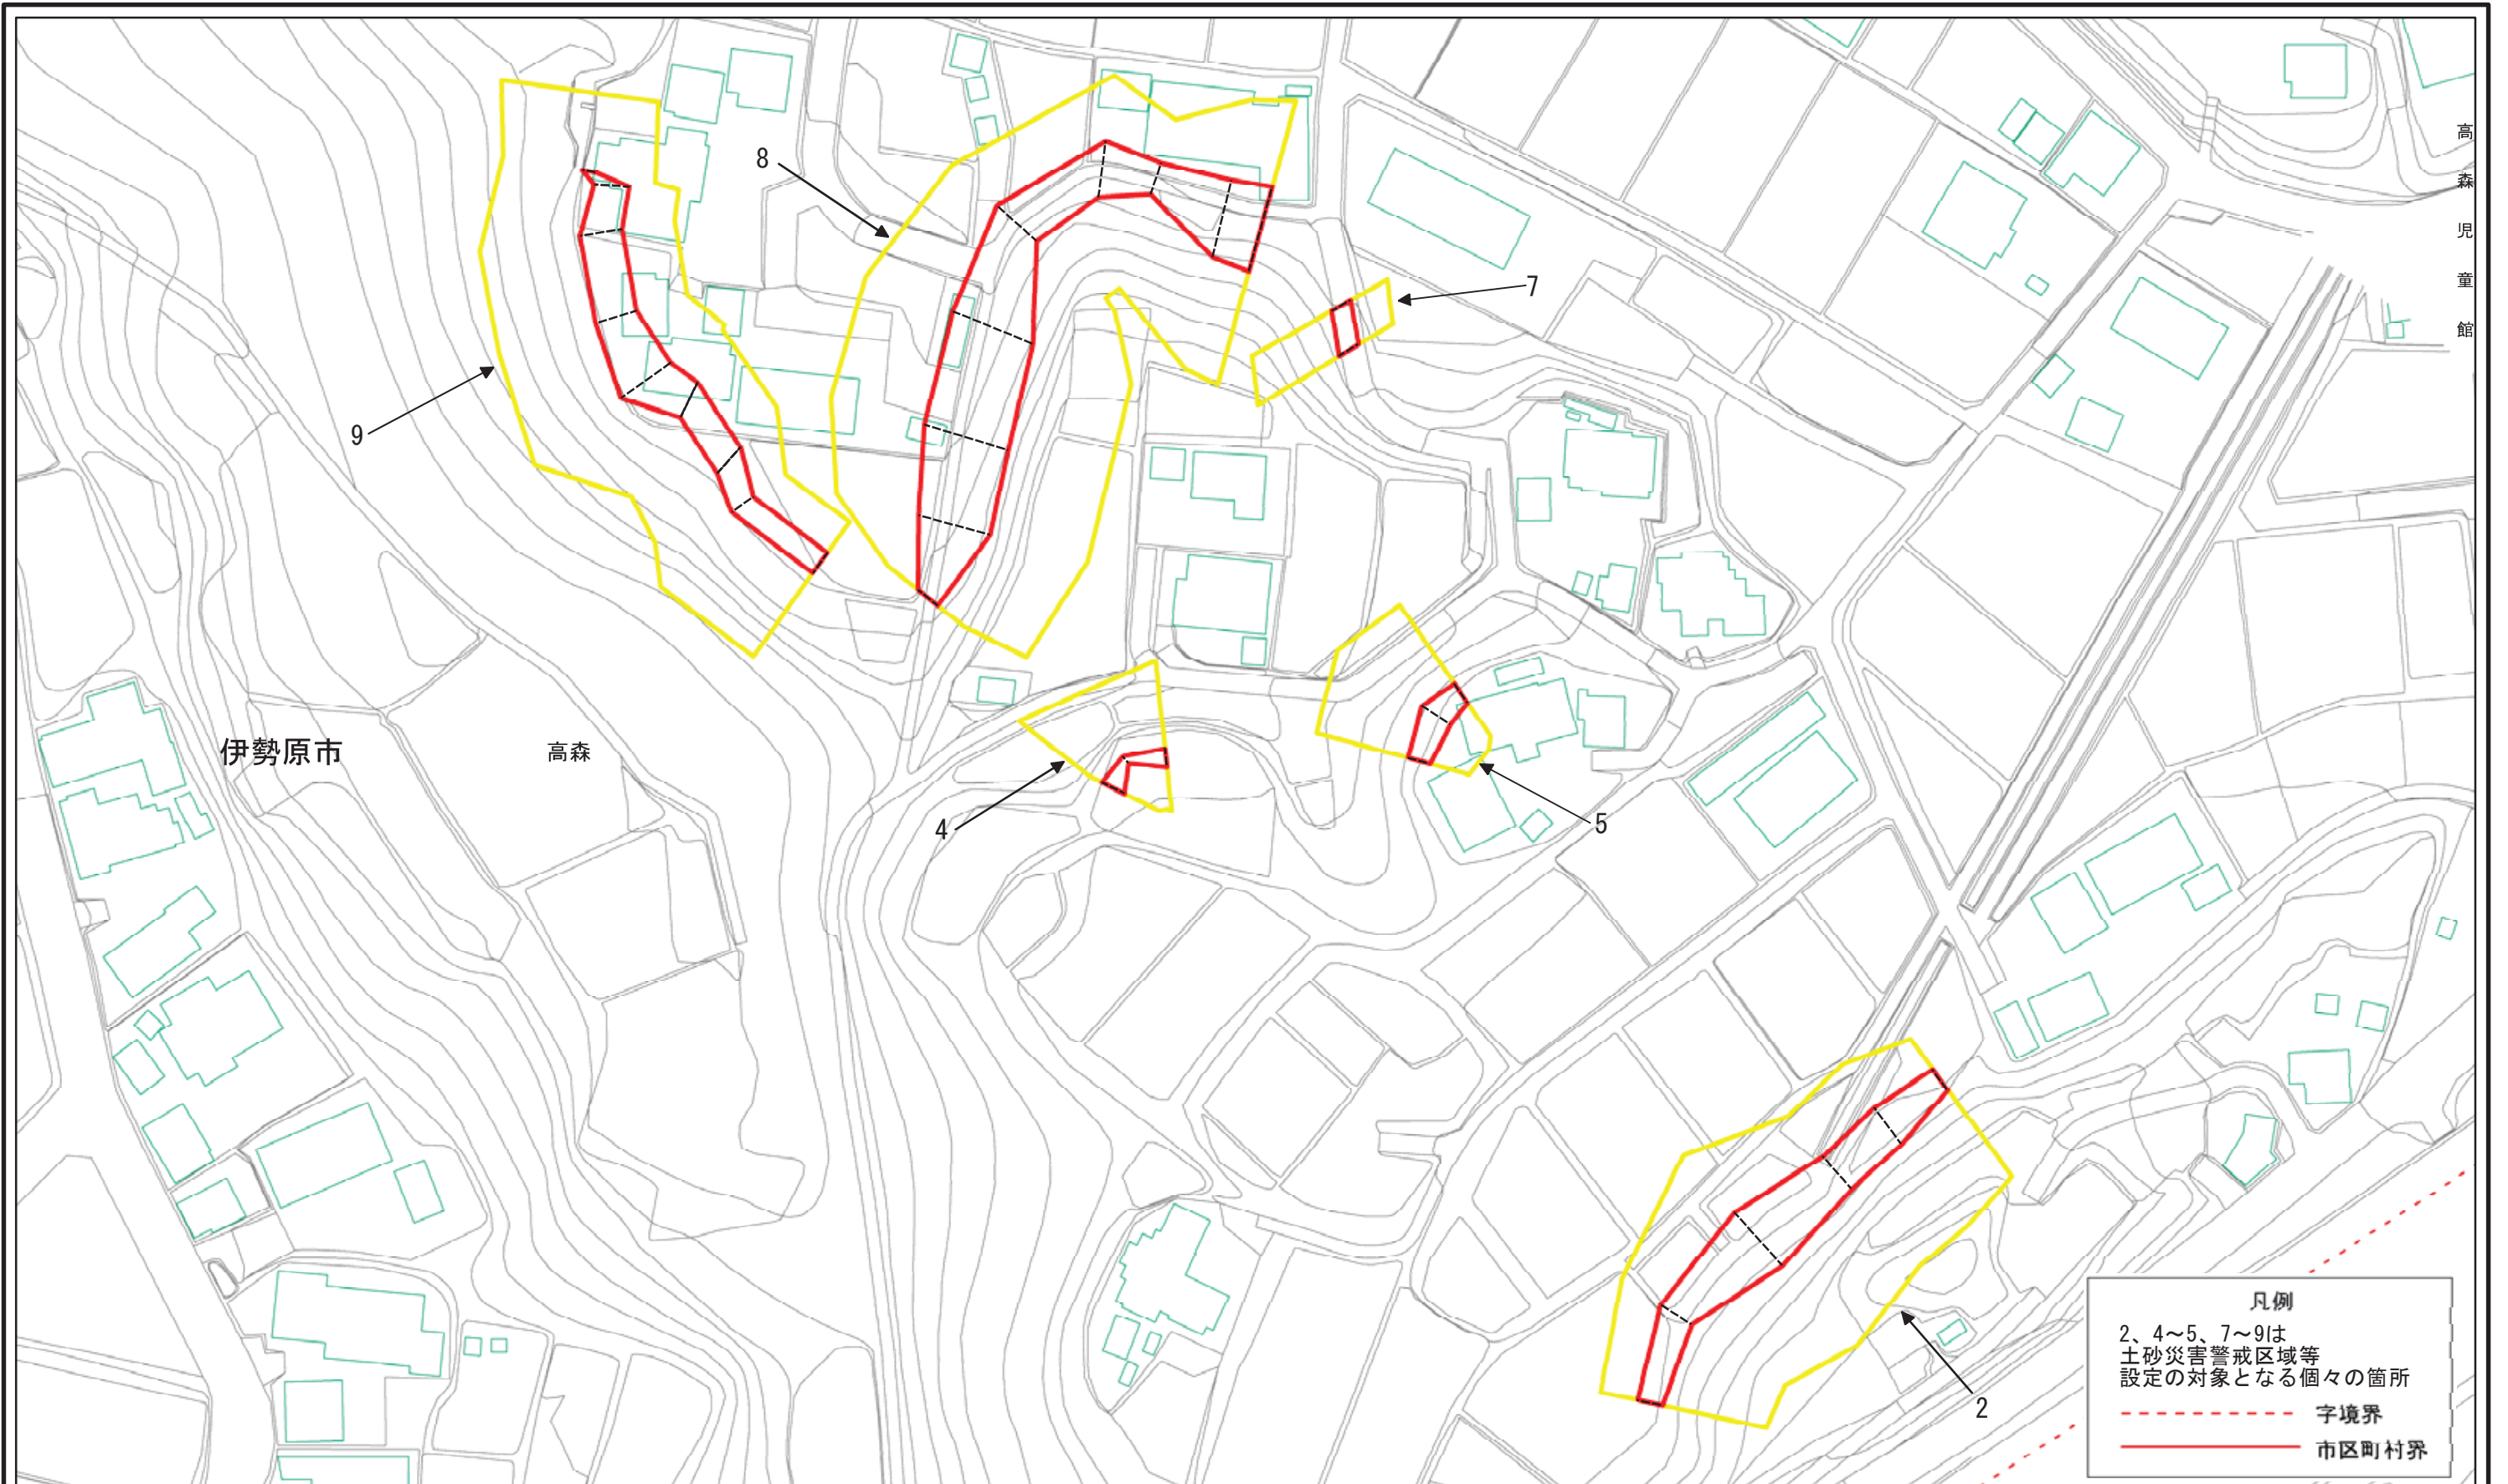 高森児童館
8
7
9
伊勢原市
高森
4
5
2
凡例
2、4～5、7～9は
土砂災害警戒区域等
設定の対象となる個々の箇所
字境界
市区町村界